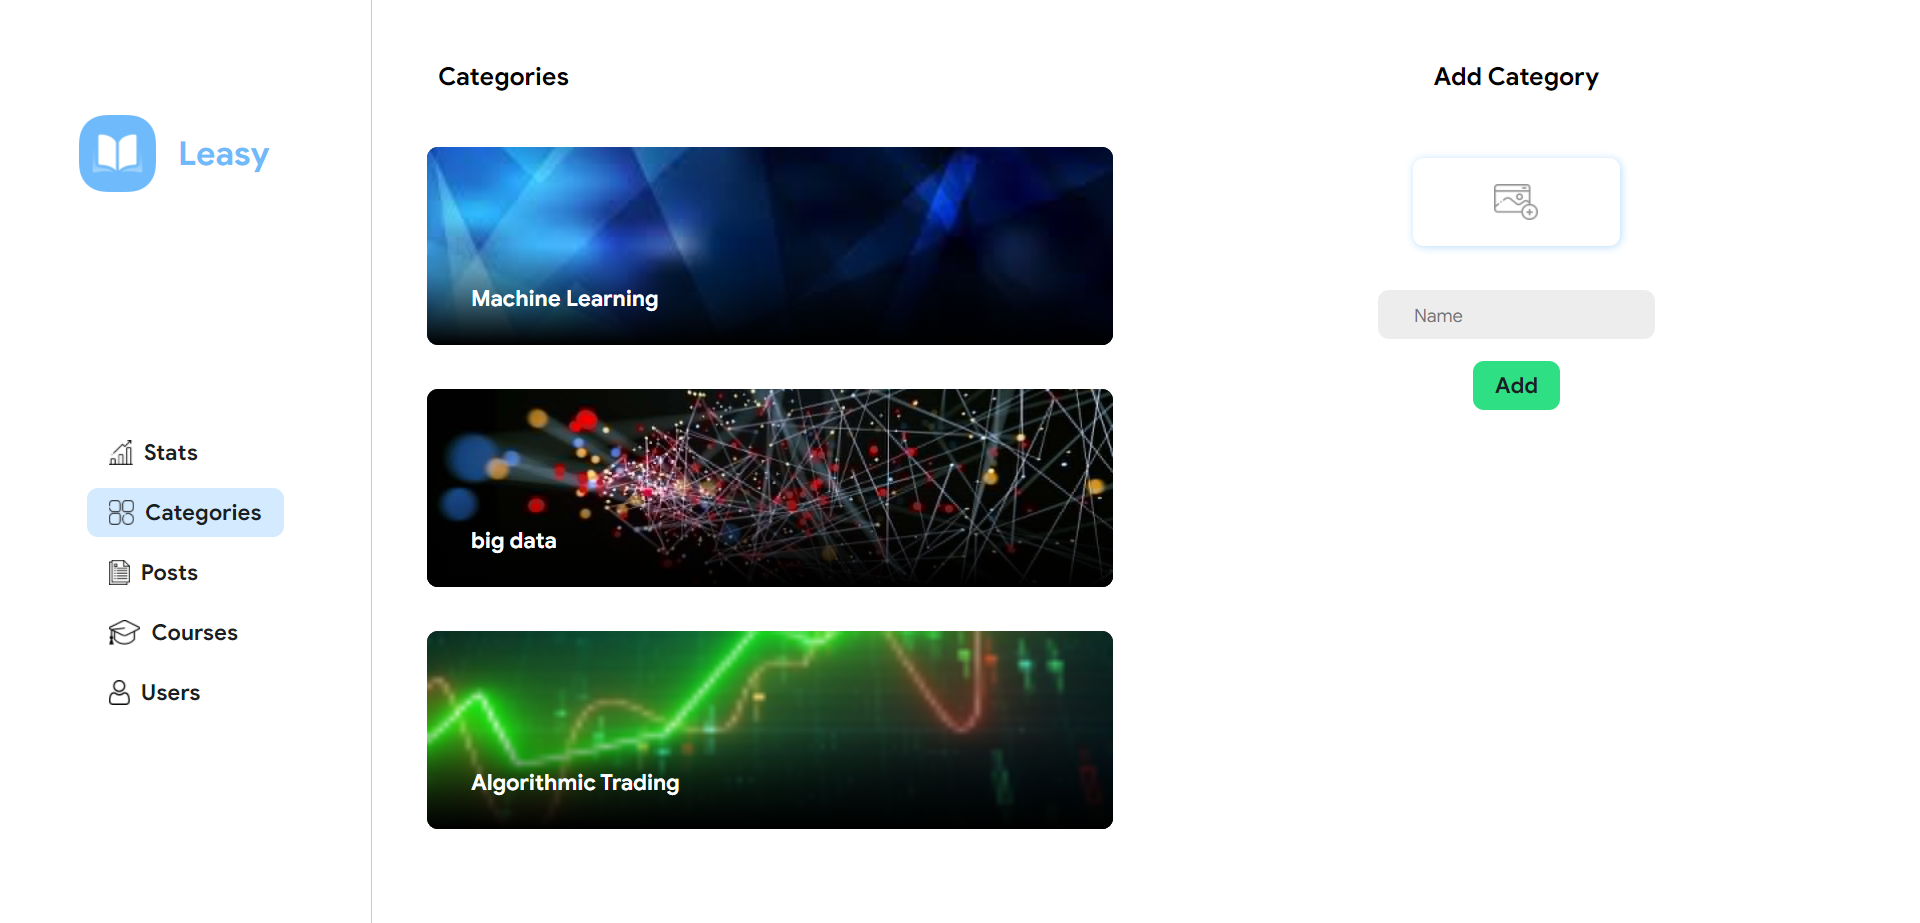 Leasy
Stats
Categories
Posts
Courses
Users
Categories
Machine Learning
big data
Algorithmic Trading
Add Category
Name
Add